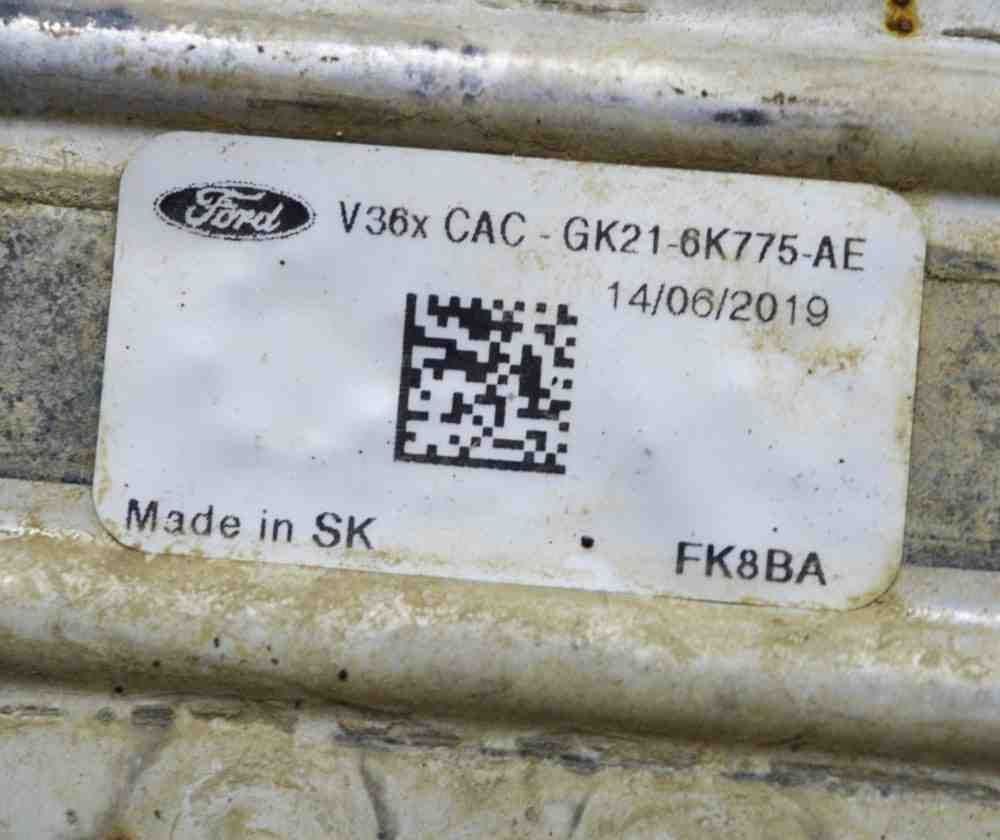 Ford V36x CAC - GK21-6K775-AE
14/06/2019
Made in SK
FK8BA